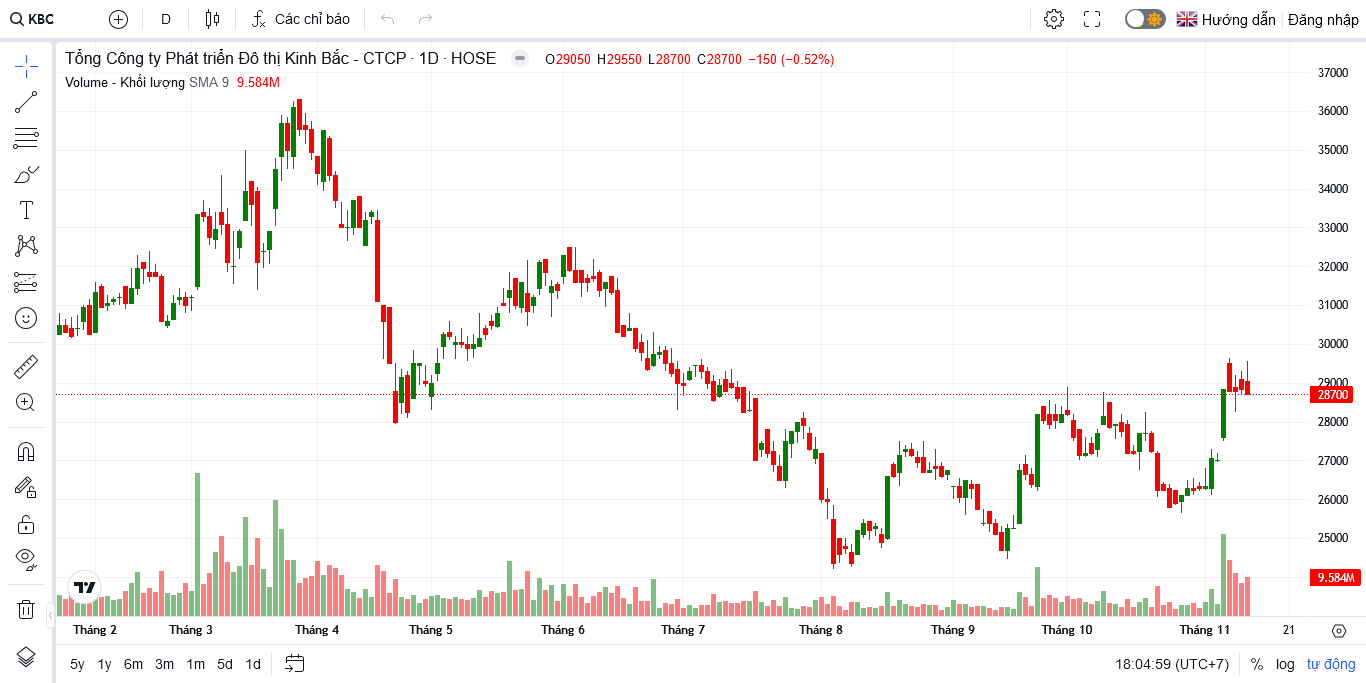 KBC D Các chỉ báo Hướng dẫn Đăng nhập
Tổng Công ty Phát triển Đô thị Kinh Bắc - CTCP · 1D · HOSE O29050 H29550 L28700 C28700 −150 (−0.52%)
Volume - Khối lượng SMA 9 9.584M
37000
36000
35000
34000
33000
32000
31000
30000
29000
28700
28000
27000
26000
25000
9.584M
Tháng 2 Tháng 3 Tháng 4 Tháng 5 Tháng 6 Tháng 7 Tháng 8 Tháng 9 Tháng 10 Tháng 11 21
5y 1y 6m 3m 1m 5d 1d 18:04:59 (UTC+7) % log tự động